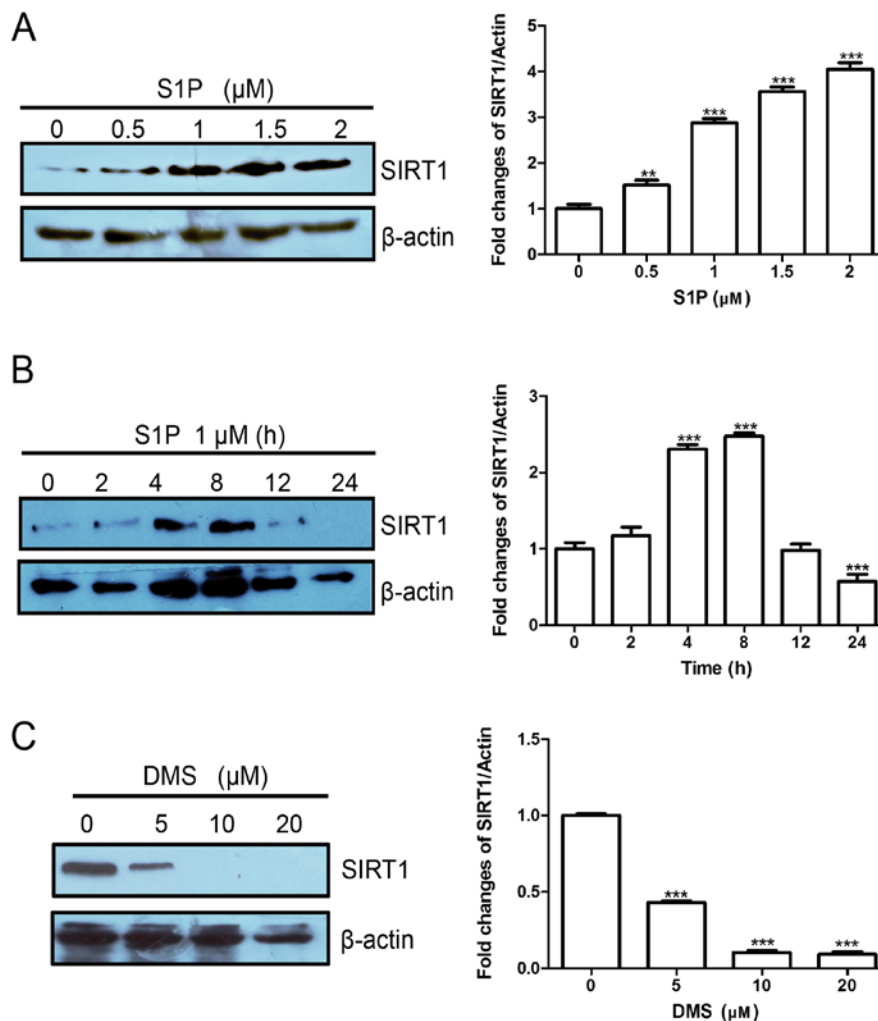 A
S1P (µM)
0 0.5 1 1.5 2
SIRT1
β-actin
Fold changes of SIRT1/Actin
5
4
3
2
1
0
**
***
***
***
0 0.5 1 1.5 2
S1P (µM)
B
S1P 1 µM (h)
0 2 4 8 12 24
SIRT1
β-actin
Fold changes of SIRT1/Actin
3
2
1
0
***
***
***
0 2 4 8 12 24
Time (h)
C
DMS (µM)
0 5 10 20
SIRT1
β-actin
Fold changes of SIRT1/Actin
1.5
1.0
0.5
0.0
***
***
***
0 5 10 20
DMS (µM)